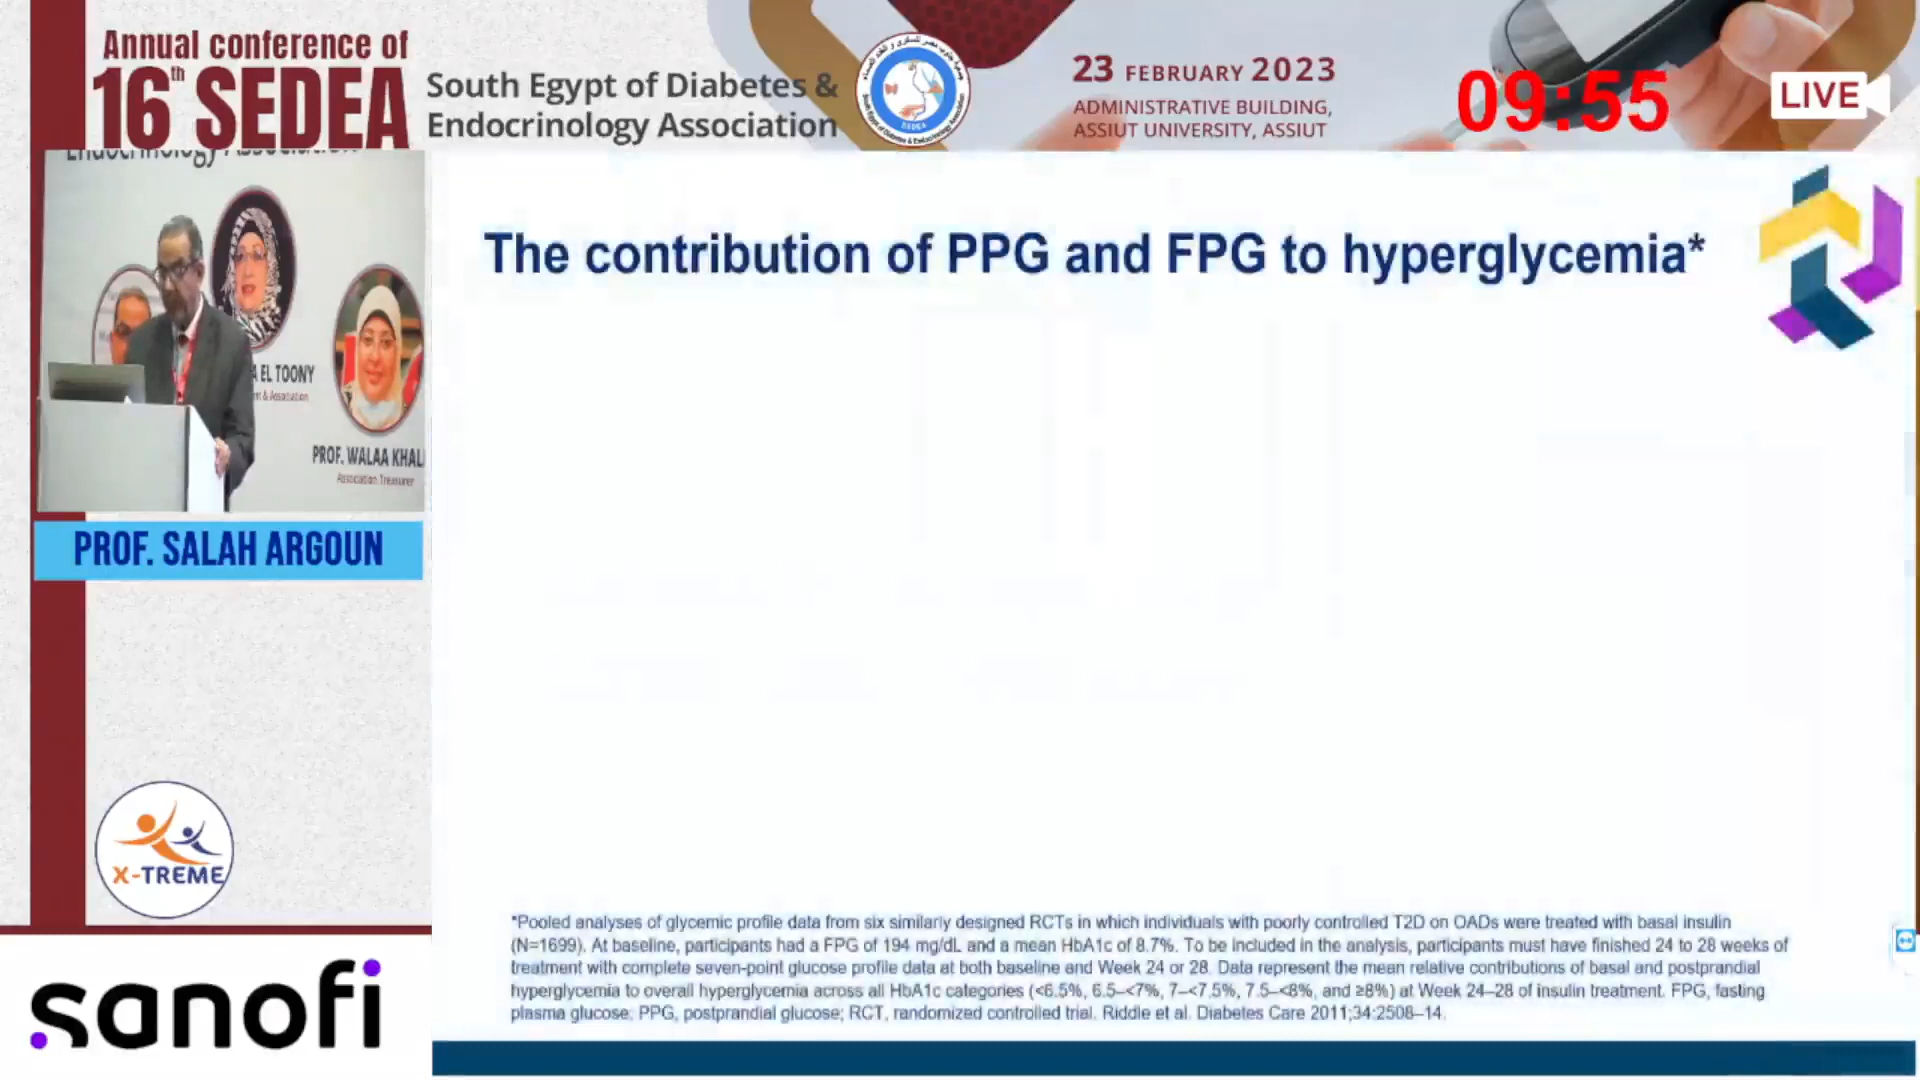 Annual conference of
16th SEDEA
South Egypt of Diabetes &
Endocrinology Association
SEDEA
23 FEBRUARY 2023
ADMINISTRATIVE BUILDING,
ASSIUT UNIVERSITY, ASSIUT
09:55
LIVE
EL TOONY
& Association
PROF. WALAA KHAL
Association Treasurer
PROF. SALAH ARGOUN
X-TREME
sanofi
The contribution of PPG and FPG to hyperglycemia*
*Pooled analyses of glycemic profile data from six similarly designed RCTs in which individuals with poorly controlled T2D on OADs were treated with basal insulin
(N=1699). At baseline, participants had a FPG of 194 mg/dL and a mean HbA1c of 8.7%. To be included in the analysis, participants must have finished 24 to 28 weeks of
treatment with complete seven-point glucose profile data at both baseline and Week 24 or 28. Data represent the mean relative contributions of basal and postprandial
hyperglycemia to overall hyperglycemia across all HbA1c categories (<6.5%, 6.5–<7%, 7–<7.5%, 7.5–<8%, and ≥8%) at Week 24–28 of insulin treatment. FPG, fasting
plasma glucose; PPG, postprandial glucose; RCT, randomized controlled trial. Riddle et al. Diabetes Care 2011;34:2508–14.